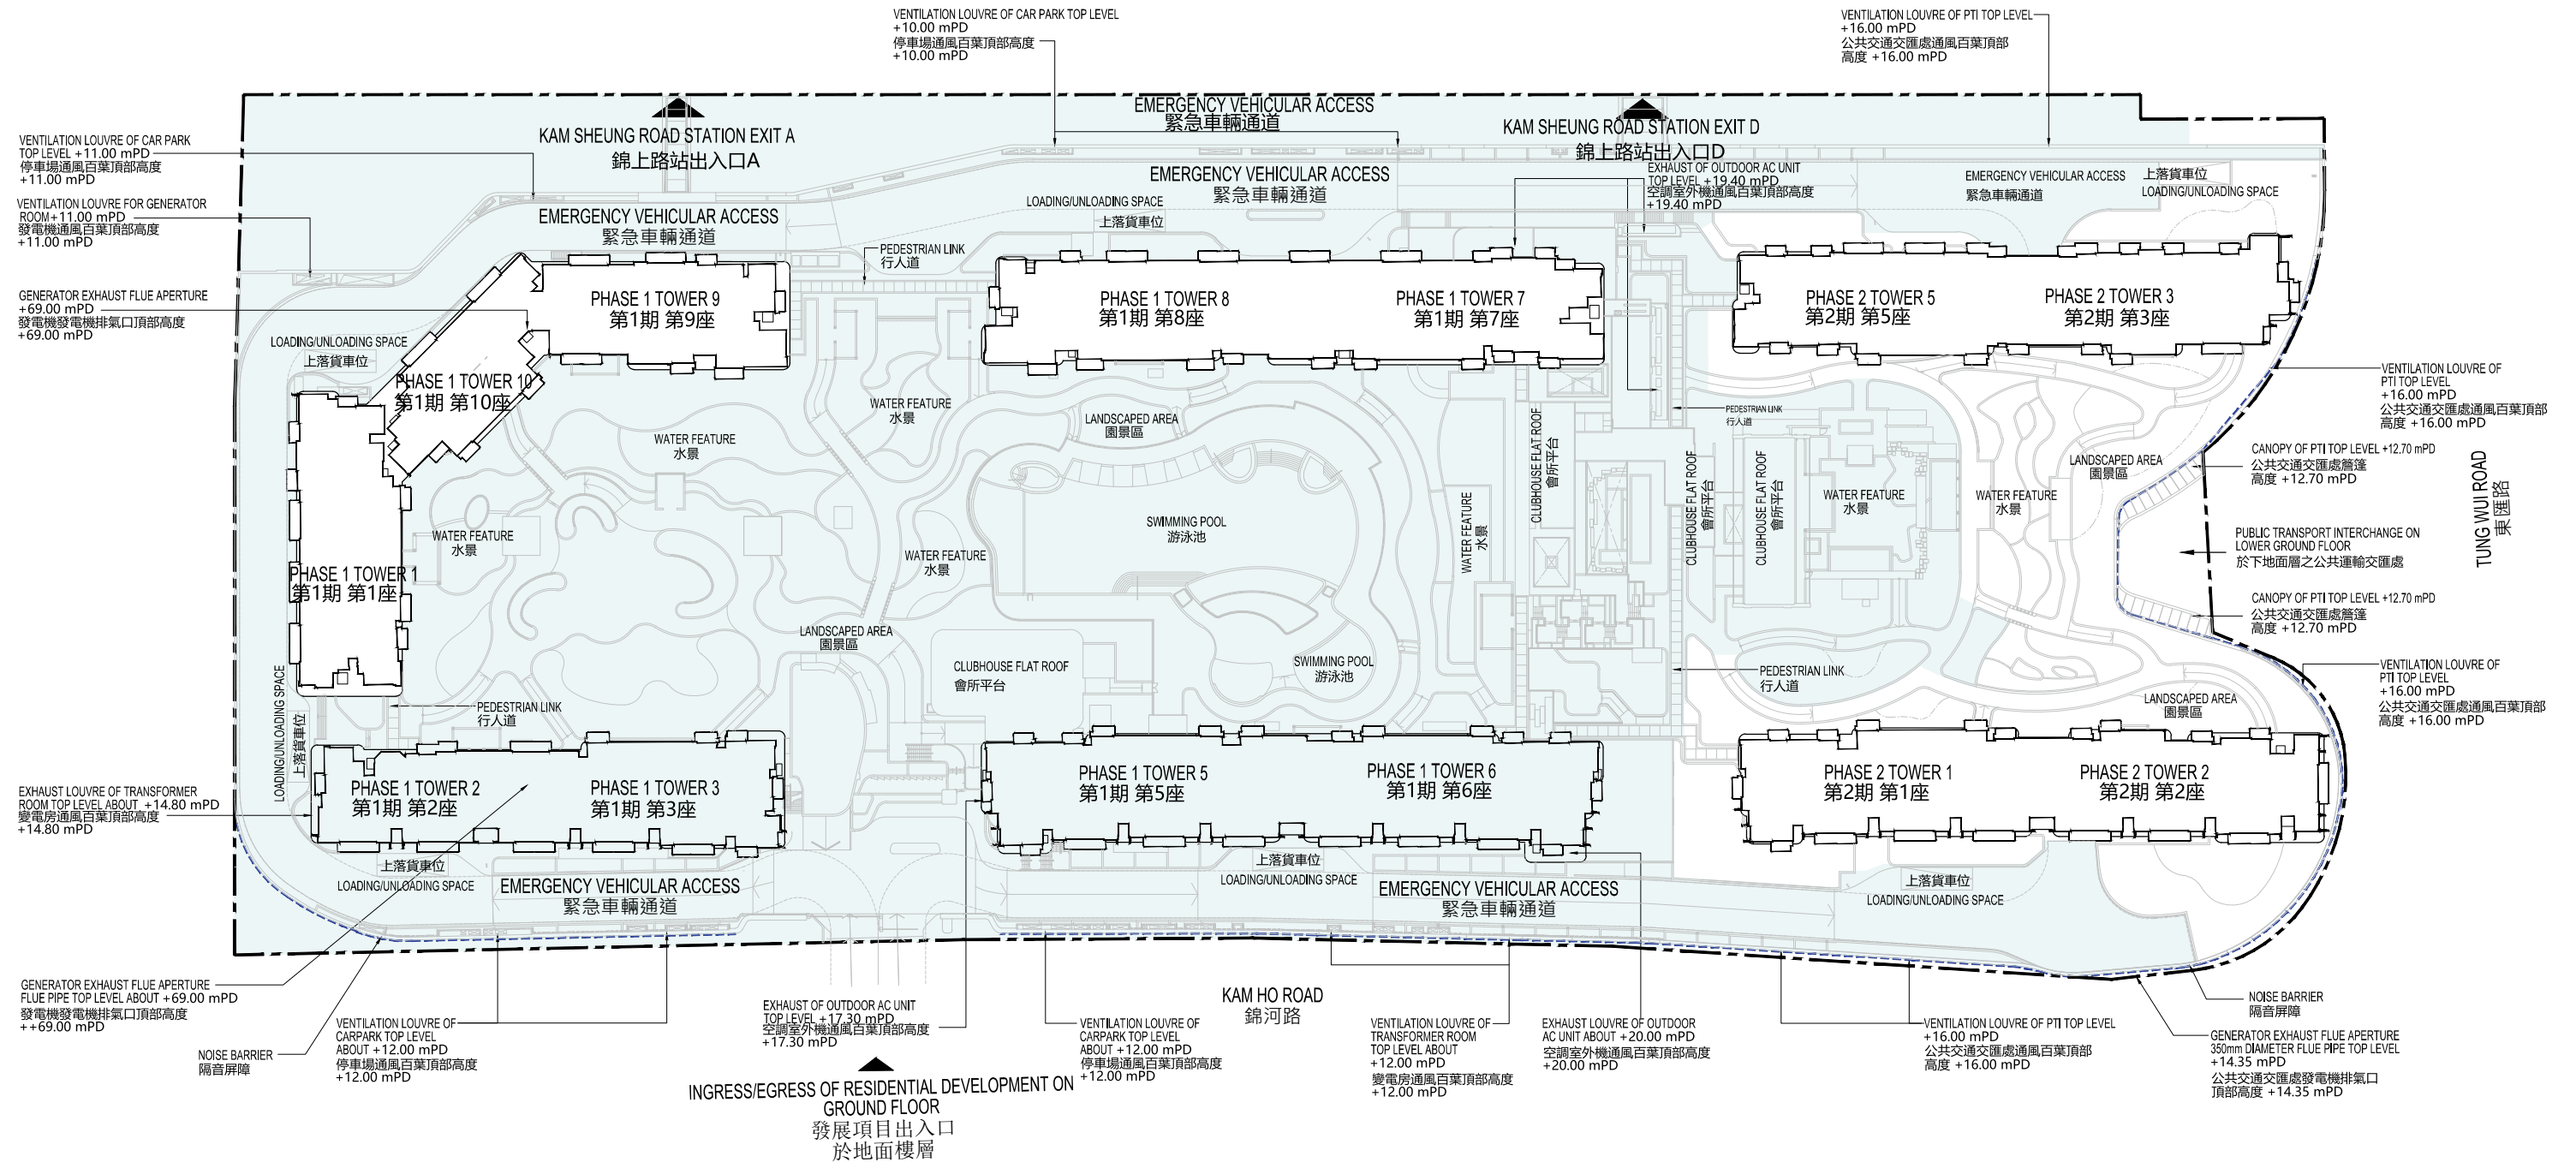 VENTILATION LOUVRE OF CAR PARK TOP LEVEL
+10.00 mPD
停車場通風百葉頂部高度
+10.00 mPD
VENTILATION LOUVRE OF PTI TOP LEVEL
+16.00 mPD
公共交通交匯處通風百葉頂部
高度 +16.00 mPD
EMERGENCY VEHICULAR ACCESS
緊急車輛通道
KAM SHEUNG ROAD STATION EXIT A
錦上路站出入口A
KAM SHEUNG ROAD STATION EXIT D
錦上路站出入口D
VENTILATION LOUVRE OF CAR PARK
TOP LEVEL +11.00 mPD
停車場通風百葉頂部高度
+11.00 mPD
EMERGENCY VEHICULAR ACCESS
緊急車輛通道
EXHAUST OF OUTDOOR AC UNIT
TOP LEVEL +19.40 mPD
空調室外機通風百葉頂部高度
+19.40 mPD
EMERGENCY VEHICULAR ACCESS
緊急車輛通道
上落貨車位
LOADING/UNLOADING SPACE
VENTILATION LOUVRE FOR GENERATOR
ROOM+11.00 mPD
發電機通風百葉頂部高度
+11.00 mPD
EMERGENCY VEHICULAR ACCESS
緊急車輛通道
LOADING/UNLOADING SPACE
上落貨車位
PEDESTRIAN LINK
行人道
GENERATOR EXHAUST FLUE APERTURE
+69.00 mPD
發電機發電機排氣口頂部高度
+69.00 mPD
PHASE 1 TOWER 9
第1期 第9座
PHASE 1 TOWER 8
第1期 第8座
PHASE 1 TOWER 7
第1期 第7座
PHASE 2 TOWER 5
第2期 第5座
PHASE 2 TOWER 3
第2期 第3座
LOADING/UNLOADING SPACE
上落貨車位
PHASE 1 TOWER 10
第1期 第10座
WATER FEATURE
水景
LANDSCAPED AREA
園景區
PEDESTRIAN LINK
行人道
VENTILATION LOUVRE OF
PTI TOP LEVEL
+16.00 mPD
公共交通交匯處通風百葉頂部
高度 +16.00 mPD
WATER FEATURE
水景
CLUBHOUSE FLAT ROOF
會所平台
CLUBHOUSE FLAT ROOF
會所平台
CLUBHOUSE FLAT ROOF
會所平台
LANDSCAPED AREA
園景區
CANOPY OF PTI TOP LEVEL +12.70 mPD
公共交通交匯處簷篷
高度 +12.70 mPD
WATER FEATURE
水景
WATER FEATURE
水景
TUNG WUI ROAD
東匯路
WATER FEATURE
水景
SWIMMING POOL
游泳池
WATER FEATURE
水景
WATER FEATURE
水景
PUBLIC TRANSPORT INTERCHANGE ON
LOWER GROUND FLOOR
於下地面層之公共運輸交匯處
PHASE 1 TOWER 1
第1期 第1座
CANOPY OF PTI TOP LEVEL +12.70 mPD
公共交通交匯處簷篷
高度 +12.70 mPD
LANDSCAPED AREA
園景區
CLUBHOUSE FLAT ROOF
會所平台
SWIMMING POOL
游泳池
PEDESTRIAN LINK
行人道
VENTILATION LOUVRE OF
PTI TOP LEVEL
+16.00 mPD
公共交通交匯處通風百葉頂部
高度 +16.00 mPD
LOADING/UNLOADING SPACE
上落貨車位
PEDESTRIAN LINK
行人道
LANDSCAPED AREA
園景區
EXHAUST LOUVRE OF TRANSFORMER
ROOM TOP LEVEL ABOUT +14.80 mPD
變電房通風百葉頂部高度
+14.80 mPD
PHASE 1 TOWER 2
第1期 第2座
PHASE 1 TOWER 3
第1期 第3座
PHASE 1 TOWER 5
第1期 第5座
PHASE 1 TOWER 6
第1期 第6座
PHASE 2 TOWER 1
第2期 第1座
PHASE 2 TOWER 2
第2期 第2座
上落貨車位
LOADING/UNLOADING SPACE
EMERGENCY VEHICULAR ACCESS
緊急車輛通道
上落貨車位
LOADING/UNLOADING SPACE
EMERGENCY VEHICULAR ACCESS
緊急車輛通道
上落貨車位
LOADING/UNLOADING SPACE
GENERATOR EXHAUST FLUE APERTURE
FLUE PIPE TOP LEVEL ABOUT +69.00 mPD
發電機發電機排氣口頂部高度
++69.00 mPD
NOISE BARRIER
隔音屏障
VENTILATION LOUVRE OF
CARPARK TOP LEVEL
ABOUT +12.00 mPD
停車場通風百葉頂部高度
+12.00 mPD
EXHAUST OF OUTDOOR AC UNIT
TOP LEVEL +17.30 mPD
空調室外機通風百葉頂部高度
+17.30 mPD
VENTILATION LOUVRE OF
CARPARK TOP LEVEL
ABOUT +12.00 mPD
停車場通風百葉頂部高度
+12.00 mPD
KAM HO ROAD
錦河路
VENTILATION LOUVRE OF
TRANSFORMER ROOM
TOP LEVEL ABOUT
+12.00 mPD
變電房通風百葉頂部高度
+12.00 mPD
EXHAUST LOUVRE OF OUTDOOR
AC UNIT ABOUT +20.00 mPD
空調室外機通風百葉頂部高度
+20.00 mPD
VENTILATION LOUVRE OF PTI TOP LEVEL
+16.00 mPD
公共交通交匯處通風百葉頂部
高度 +16.00 mPD
NOISE BARRIER
隔音屏障
GENERATOR EXHAUST FLUE APERTURE
350mm DIAMETER FLUE PIPE TOP LEVEL
+14.35 mPD
公共交通交匯處發電機排氣口
頂部高度 +14.35 mPD
INGRESS/EGRESS OF RESIDENTIAL DEVELOPMENT ON
GROUND FLOOR
發展項目出入口
於地面樓層